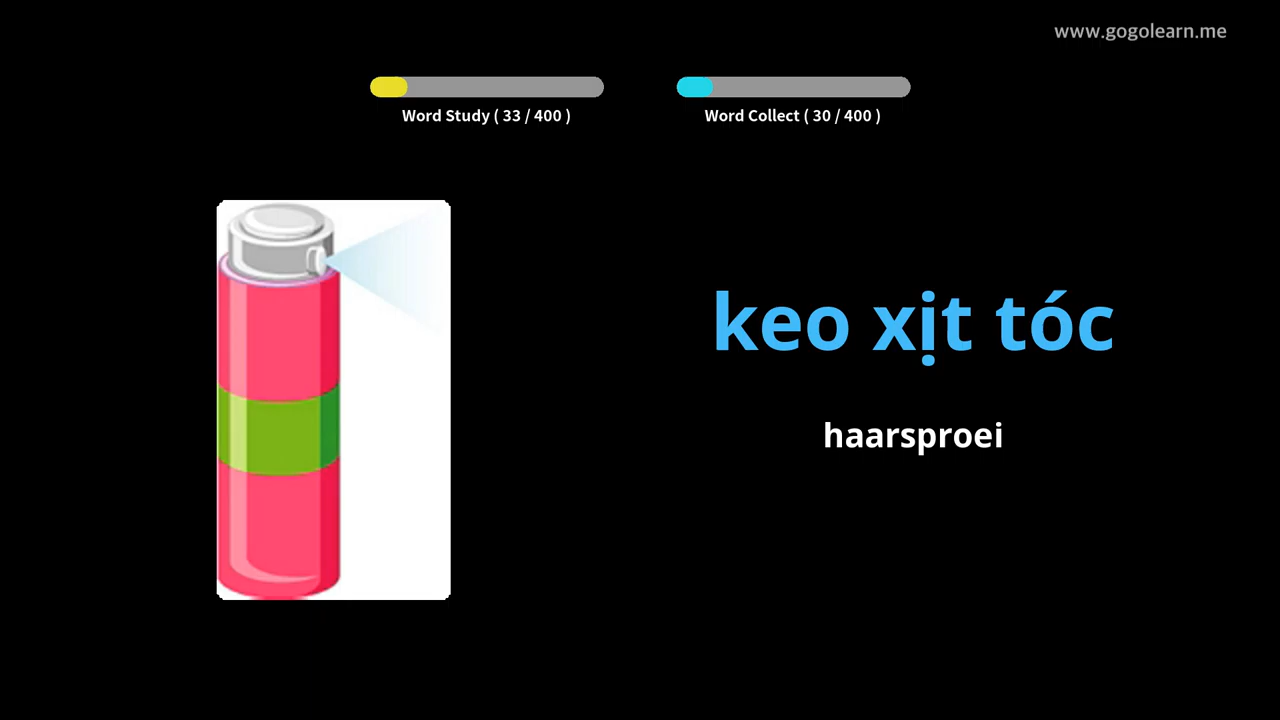 www.gogolearn.me
Word Study ( 33 / 400 )
Word Collect ( 30 / 400 )
keo xịt tóc
haarsproei